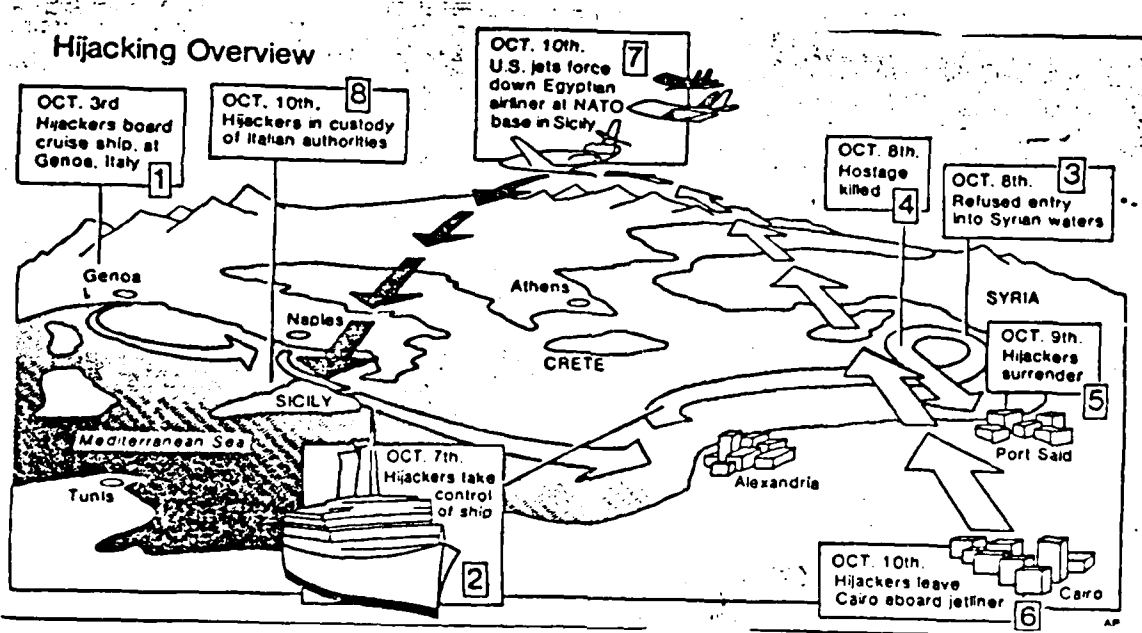 Hijacking Overview
OCT. 3rd
Hijackers board
cruise ship, at
Genoa, Italy
1
OCT. 10th.
8
Hijackers in custody
of Italian authorities
OCT. 10th.
7
U.S. jets force
down Egyptian
airliner at NATO
base in Sicily
OCT. 8th.
Hostage
killed
4
OCT. 8th.
3
Refused entry
into Syrian waters
Genoa
Naples
Athens
SYRIA
CRETE
SICILY
OCT. 9th.
Hijackers
surrender
5
Mediterranean Sea
Tunis
OCT. 7th.
Hijackers take
control
of ship
2
Alexandria
Port Said
OCT. 10th.
Hijackers leave
Cairo aboard jetliner
6
Cairo
AP